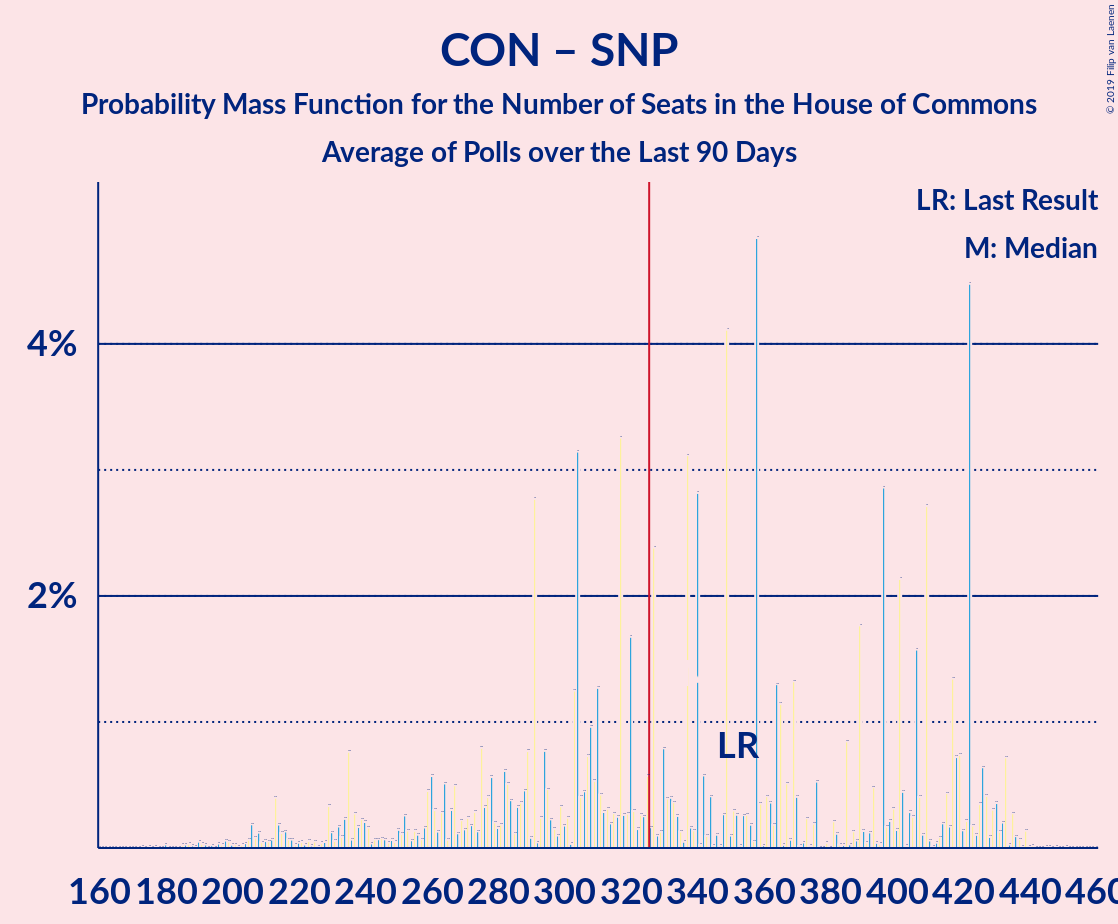 CON – SNP
Probability Mass Function for the Number of Seats in the House of Commons
Average of Polls over the Last 90 Days
© 2019 Filip van Laenen
LR: Last Result
M: Median
4%
2%
LR
160 180 200 220 240 260 280 300 320 340 360 380 400 420 440 460